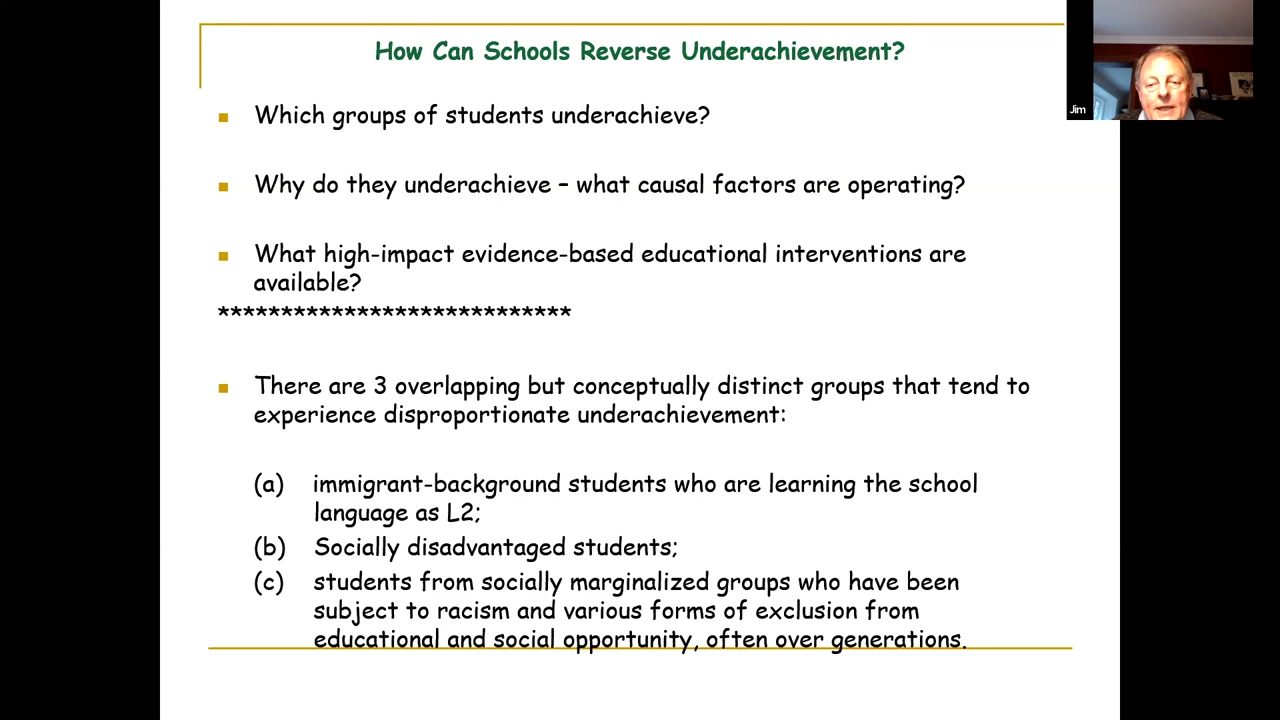 How Can Schools Reverse Underachievement?
Jim
Which groups of students underachieve?
Why do they underachieve – what causal factors are operating?
What high-impact evidence-based educational interventions are
available?
****************************
There are 3 overlapping but conceptually distinct groups that tend to
experience disproportionate underachievement:
(a) immigrant-background students who are learning the school
language as L2;
(b) Socially disadvantaged students;
(c) students from socially marginalized groups who have been
subject to racism and various forms of exclusion from
educational and social opportunity, often over generations.